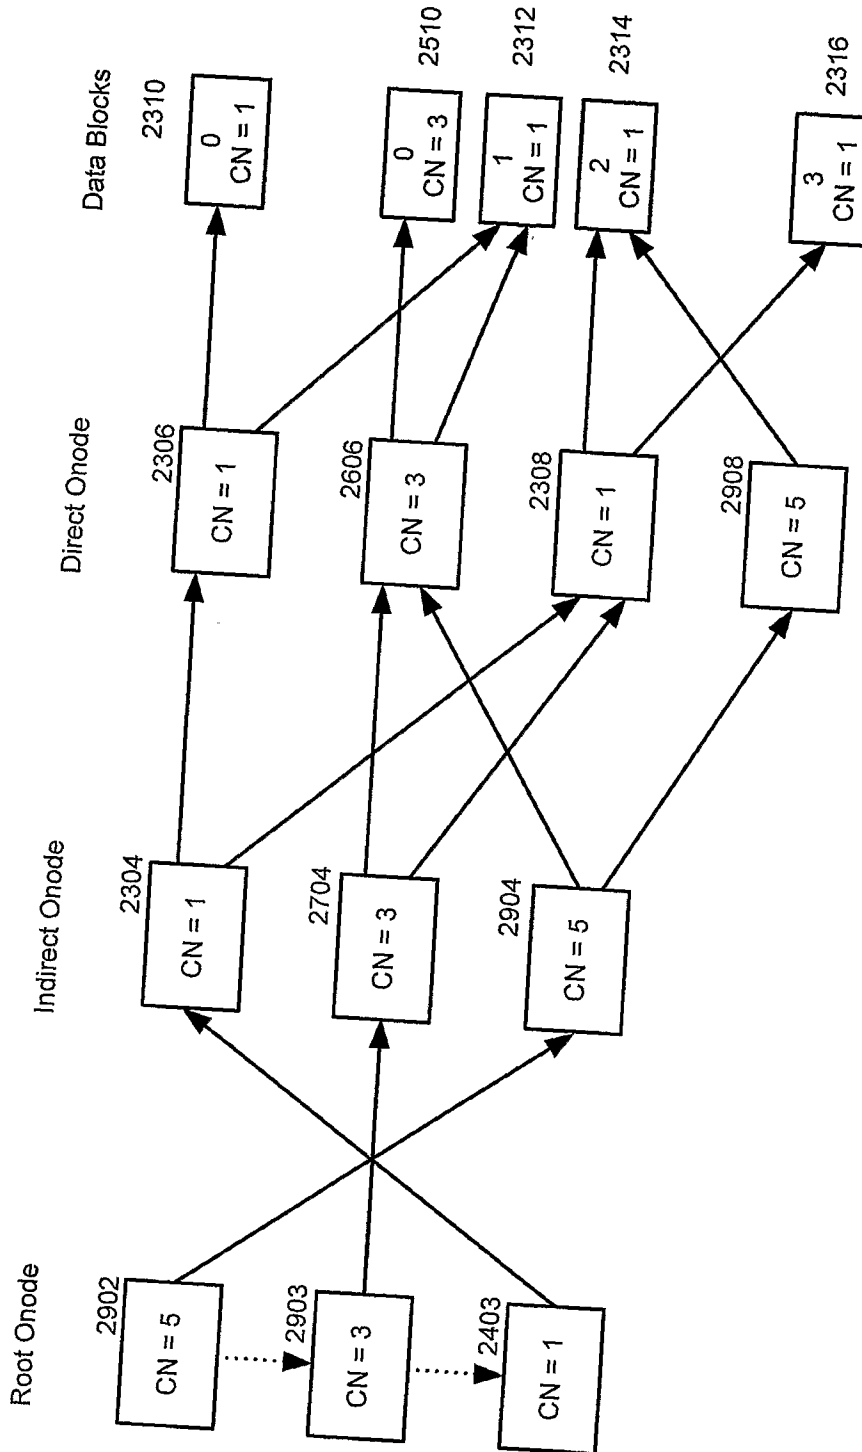 Root Onode
2902
CN = 5
2903
CN = 3
2403
CN = 1
Indirect Onode
2304
CN = 1
2704
CN = 3
2904
CN = 5
Direct Onode
2306
CN = 1
2606
CN = 3
2308
CN = 1
2908
CN = 5
Data Blocks
2310
0
CN = 1
2510
0
CN = 3
2312
1
CN = 1
2314
2
CN = 1
2316
3
CN = 1